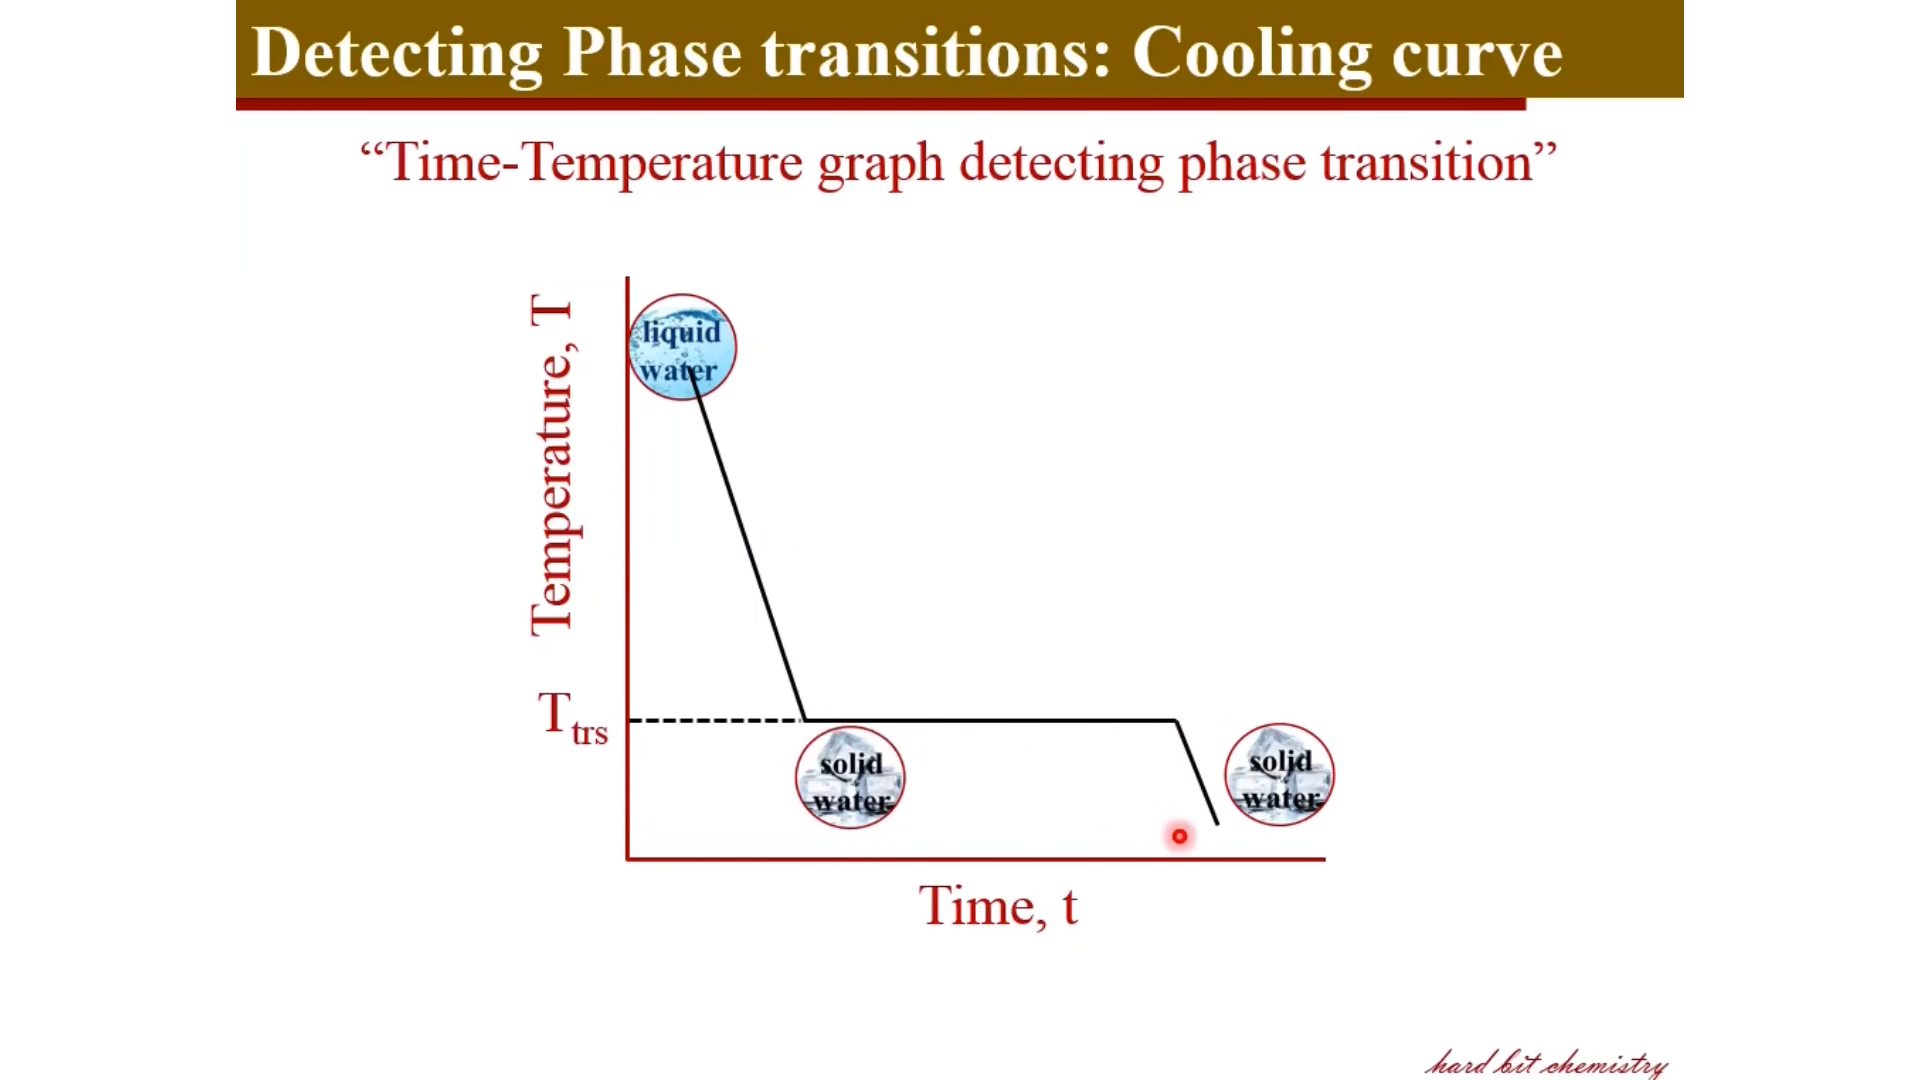 Detecting Phase transitions: Cooling curve
“Time-Temperature graph detecting phase transition”
Temperature, T
liquid
water
Ttrs
solid
water
solid
water
Time, t
hard bit chemistry